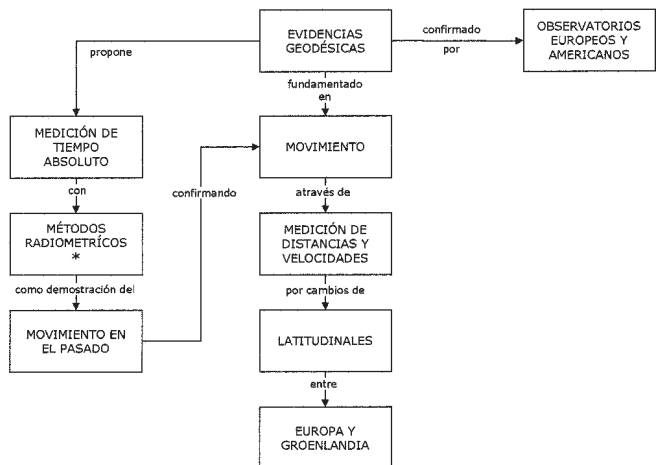 EVIDENCIAS
GEODÉSICAS
confirmado
por
OBSERVATORIOS
EUROPEOS Y
AMERICANOS
propone
fundamentado
en
MEDICIÓN DE
TIEMPO
ABSOLUTO
MOVIMIENTO
con
confirmando
através de
MÉTODOS
RADIOMETRÍCOS
*
MEDICIÓN DE
DISTANCIAS Y
VELOCIDADES
como demostración del
por cambios de
MOVIMIENTO EN
EL PASADO
LATITUDINALES
entre
EUROPA Y
GROENLANDIA